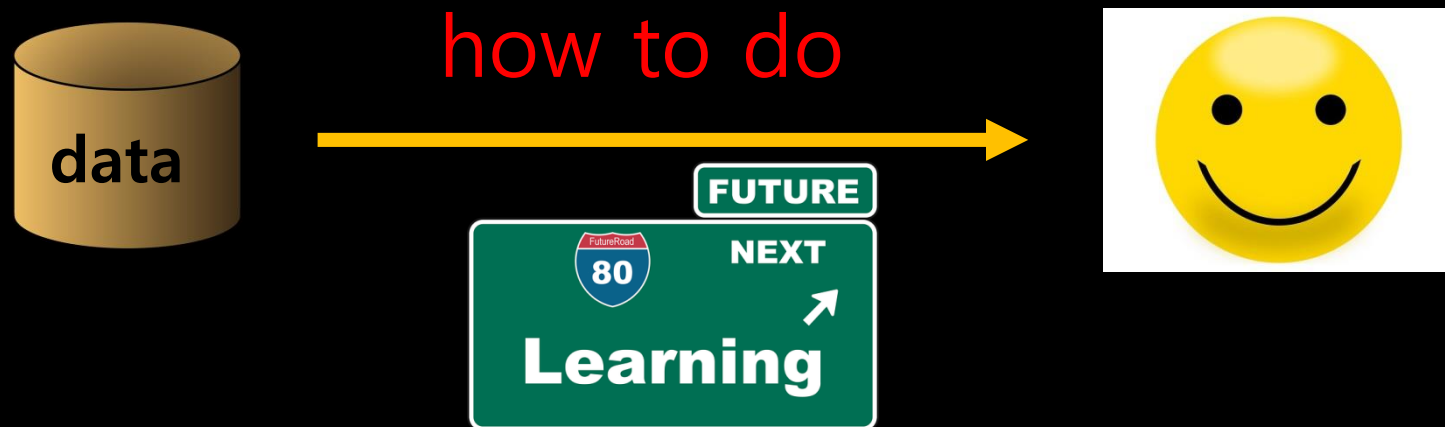 how to do
data
FUTURE
FutureRoad
80
NEXT
Learning